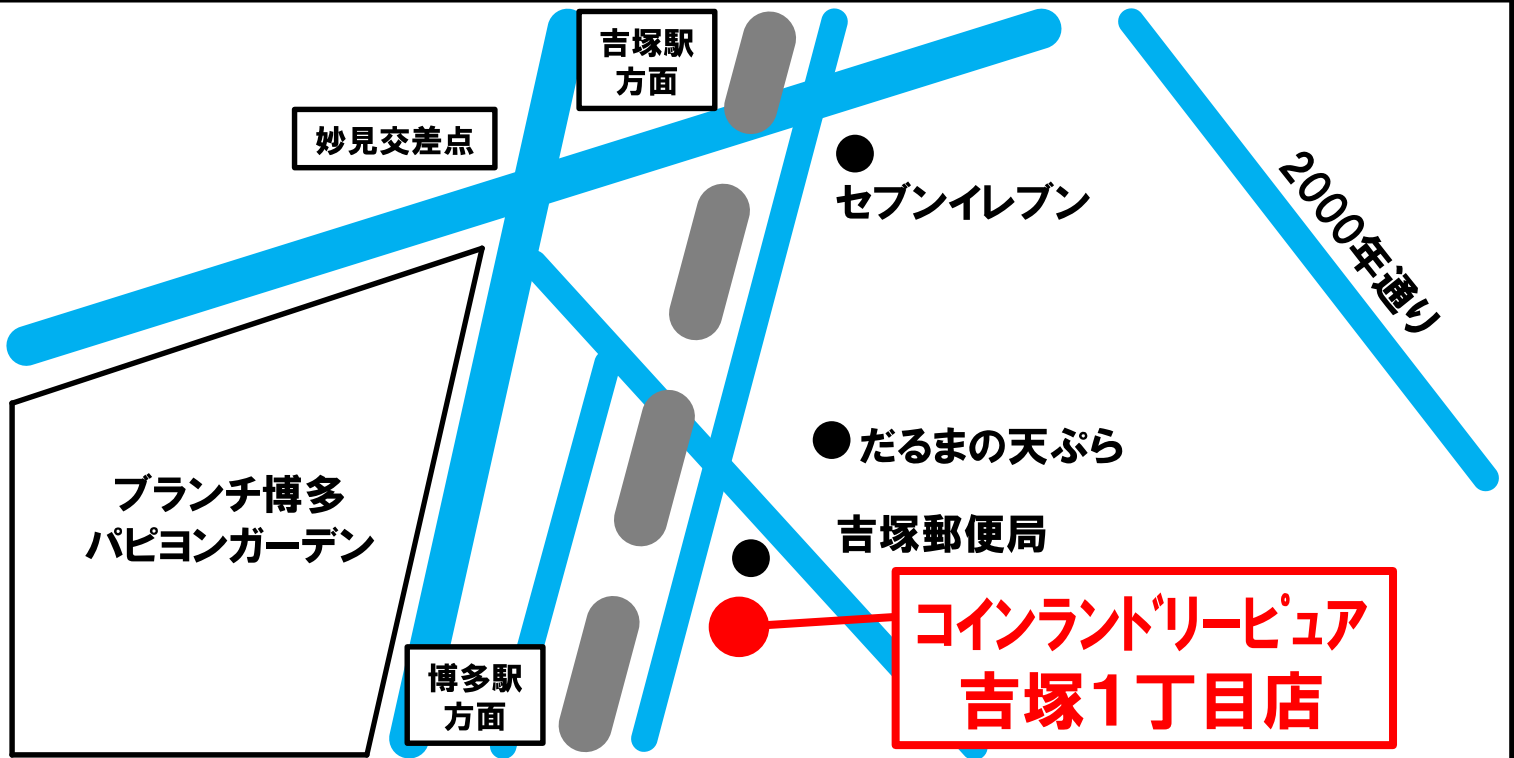 吉塚駅
方面
妙見交差点
セブンイレブン
2000年通り
だるまの天ぷら
ブランチ博多
パピヨンガーデン
吉塚郵便局
コインランドリーピュア
吉塚1丁目店
博多駅
方面